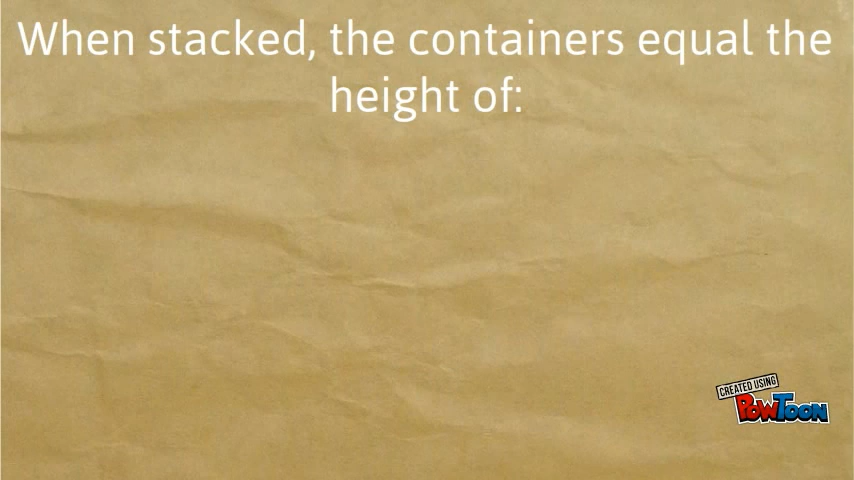 When stacked, the containers equal the
height of:
CREATED USING
POWTOON